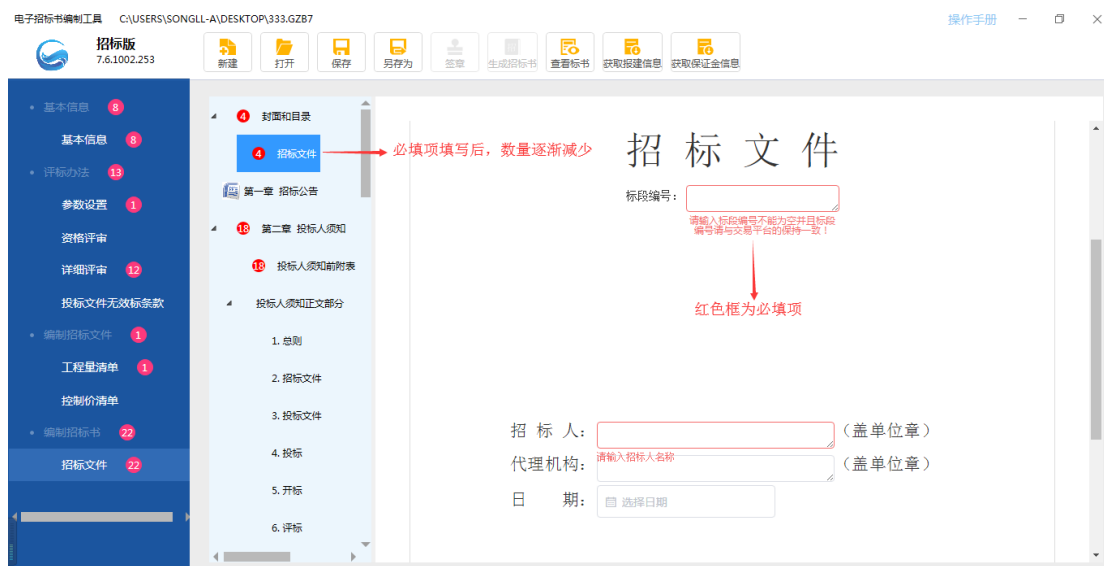 电子招标书编制工具 C:\USERS\SONGLL-A\DESKTOP\333.GZB7 操作手册
招标版
7.6.1002.253
新建 打开 保存 另存为 签章 生成招标书 查看标书 获取报建信息 获取保证金信息
基本信息 8
基本信息 8
评标办法 13
参数设置 1
资格评审
详细评审 12
投标文件无效标条款
编制招标文件 1
工程量清单 1
控制价清单
编制招标书 22
招标文件 22
4 封面和目录
4 招标文件
第一章 招标公告
18 第二章 投标人须知
18 投标人须知前附表
投标人须知正文部分
1. 总则
2. 招标文件
3. 投标文件
4. 投标
5. 开标
6. 评标
必填项填写后，数量逐渐减少
招标文件
标段编号：
请输入标段编号不能为空并且标段
编号请与交易平台的保持一致！
红色框为必填项
招 标 人： （盖单位章）
请输入招标人名称
代理机构： （盖单位章）
日 期： 选择日期